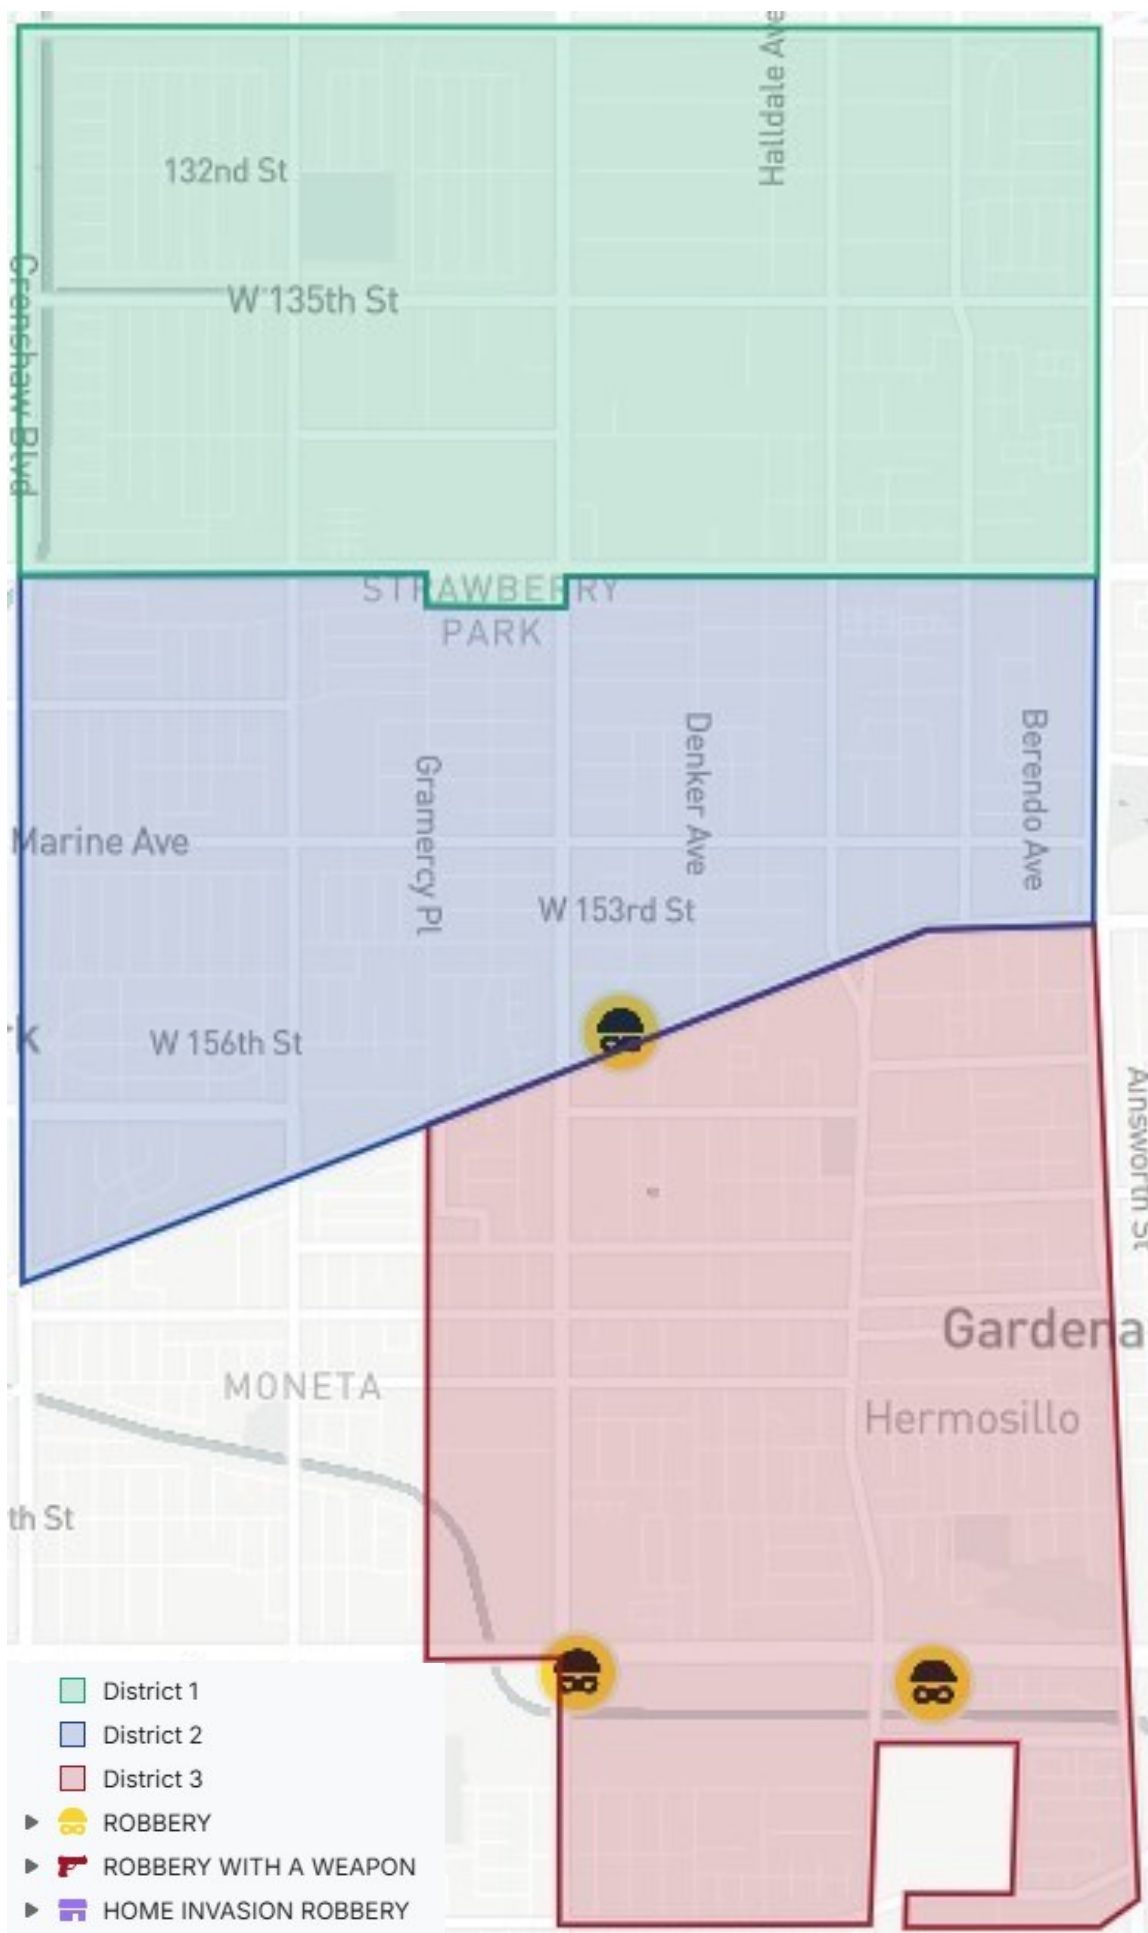 Halldale Ave
132nd St
Crenshaw Blvd
W 135th St
STRAWBERRY
PARK
Gramercy Pl
Denker Ave
Berendo Ave
Marine Ave
W 153rd St
rk
W 156th St
Ainsworth St
Gardena
MONETA
Hermosillo
th St
District 1
District 2
District 3
ROBBERY
ROBBERY WITH A WEAPON
HOME INVASION ROBBERY